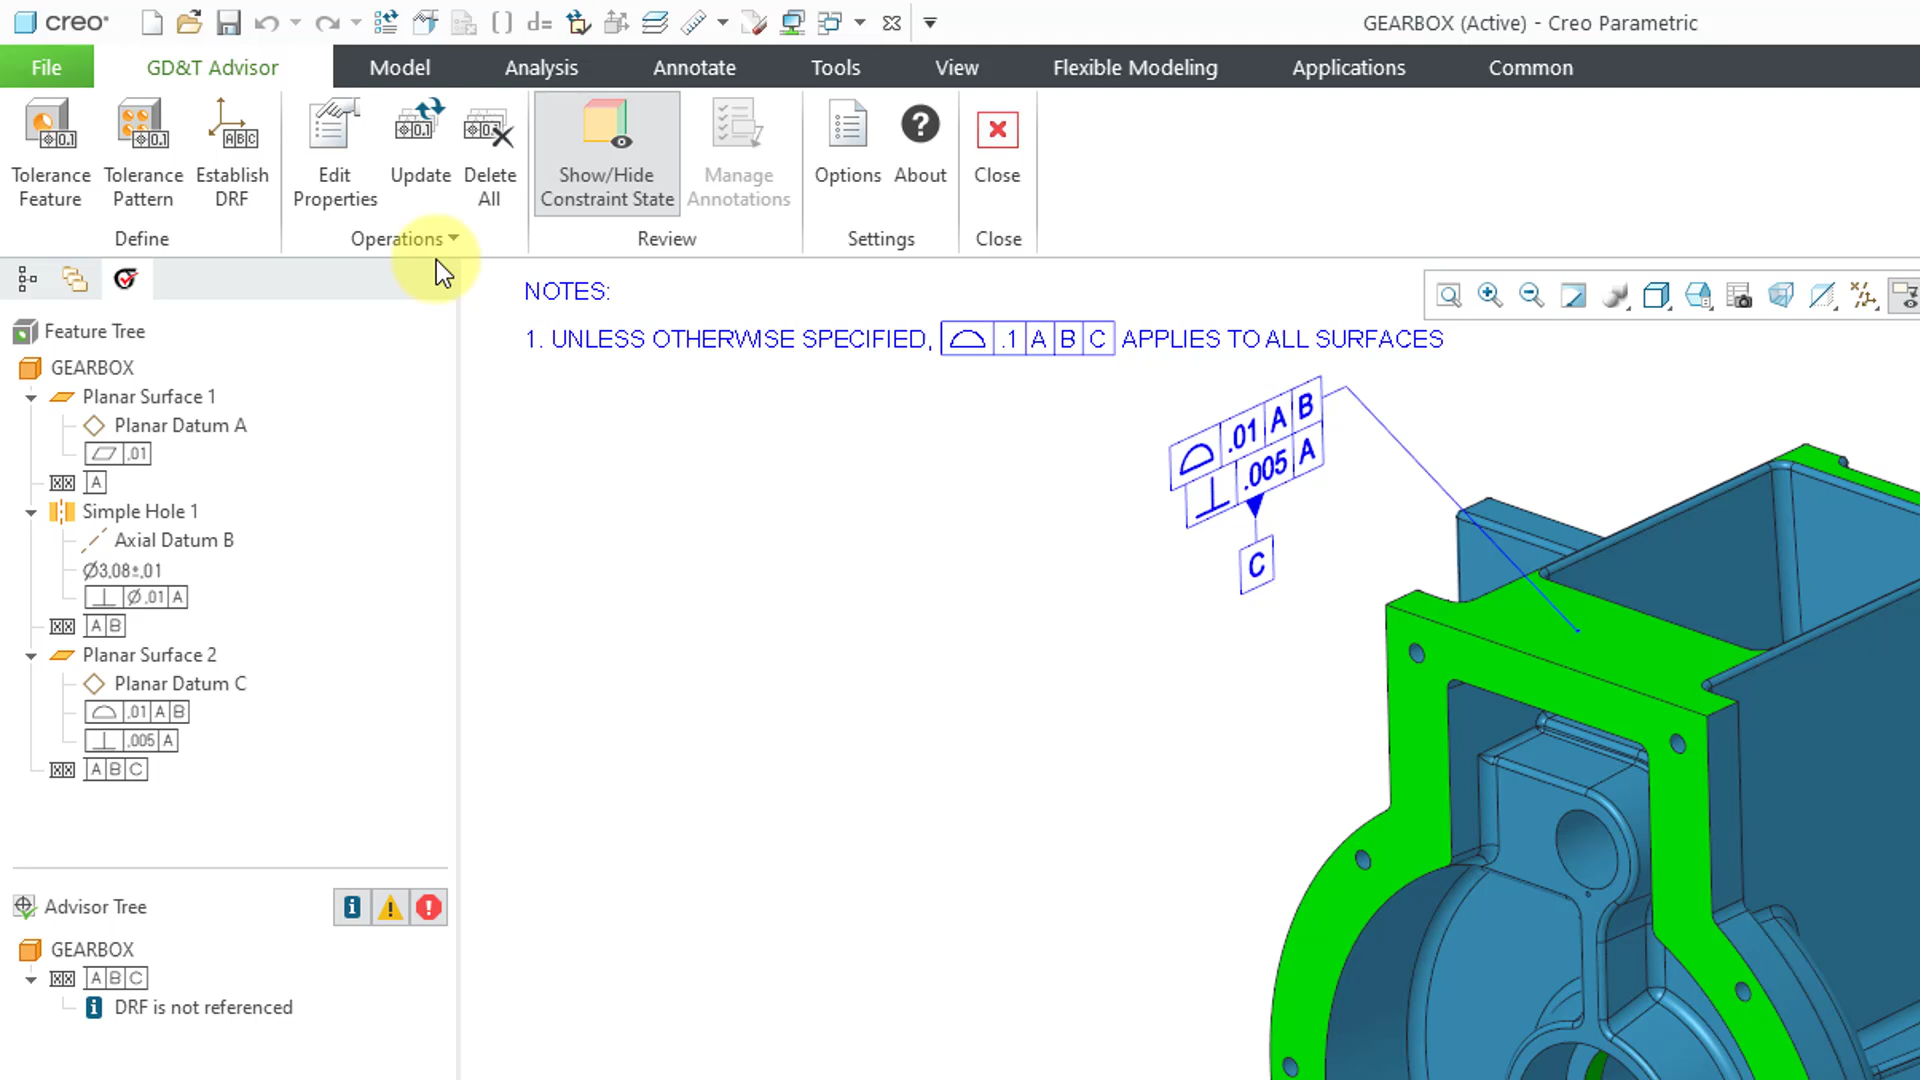 creo
GEARBOX (Active) - Creo Parametric
File
GD&T Advisor
Model
Analysis
Annotate
Tools
View
Flexible Modeling
Applications
Common
Tolerance
Feature
Tolerance
Pattern
Establish
DRF
Edit
Properties
Update
Delete
All
Show/Hide
Constraint State
Manage
Annotations
Options
About
Close
Define
Operations
Review
Settings
Close
NOTES:
1. UNLESS OTHERWISE SPECIFIED, .1 A B C APPLIES TO ALL SURFACES
.01 A B
.005 A
C
Feature Tree
GEARBOX
Planar Surface 1
Planar Datum A
.01
A
Simple Hole 1
Axial Datum B
Ø3.08±.01
Ø.01 A
A B
Planar Surface 2
Planar Datum C
.01 A B
.005 A
A B C
Advisor Tree
GEARBOX
A B C
DRF is not referenced